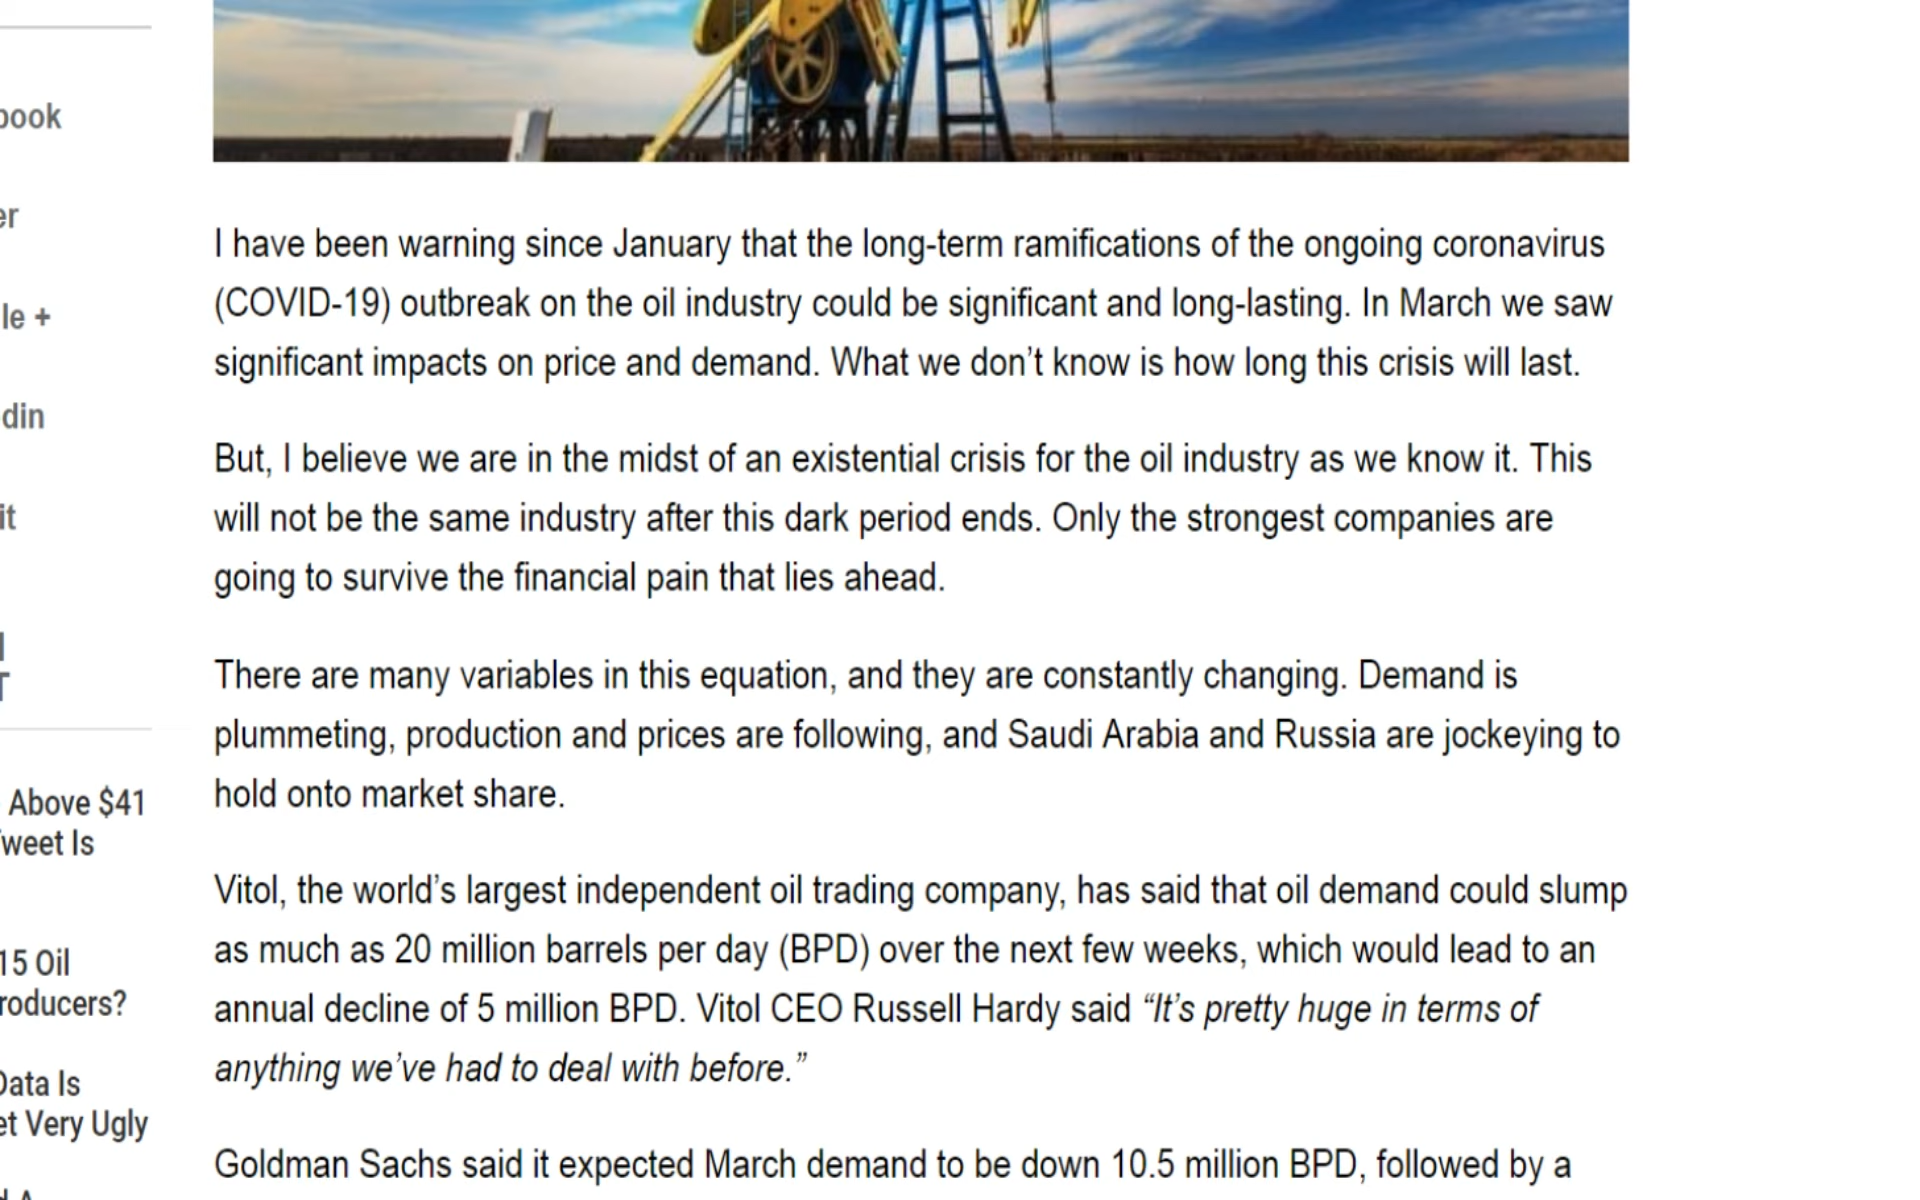 book
er
le +
din
it
T
Above $41
Tweet Is
15 Oil
roducers?
Data Is
et Very Ugly
I have been warning since January that the long-term ramifications of the ongoing coronavirus
(COVID-19) outbreak on the oil industry could be significant and long-lasting. In March we saw
significant impacts on price and demand. What we don’t know is how long this crisis will last.
But, I believe we are in the midst of an existential crisis for the oil industry as we know it. This
will not be the same industry after this dark period ends. Only the strongest companies are
going to survive the financial pain that lies ahead.
There are many variables in this equation, and they are constantly changing. Demand is
plummeting, production and prices are following, and Saudi Arabia and Russia are jockeying to
hold onto market share.
Vitol, the world’s largest independent oil trading company, has said that oil demand could slump
as much as 20 million barrels per day (BPD) over the next few weeks, which would lead to an
annual decline of 5 million BPD. Vitol CEO Russell Hardy said “It’s pretty huge in terms of
anything we’ve had to deal with before.”
Goldman Sachs said it expected March demand to be down 10.5 million BPD, followed by a